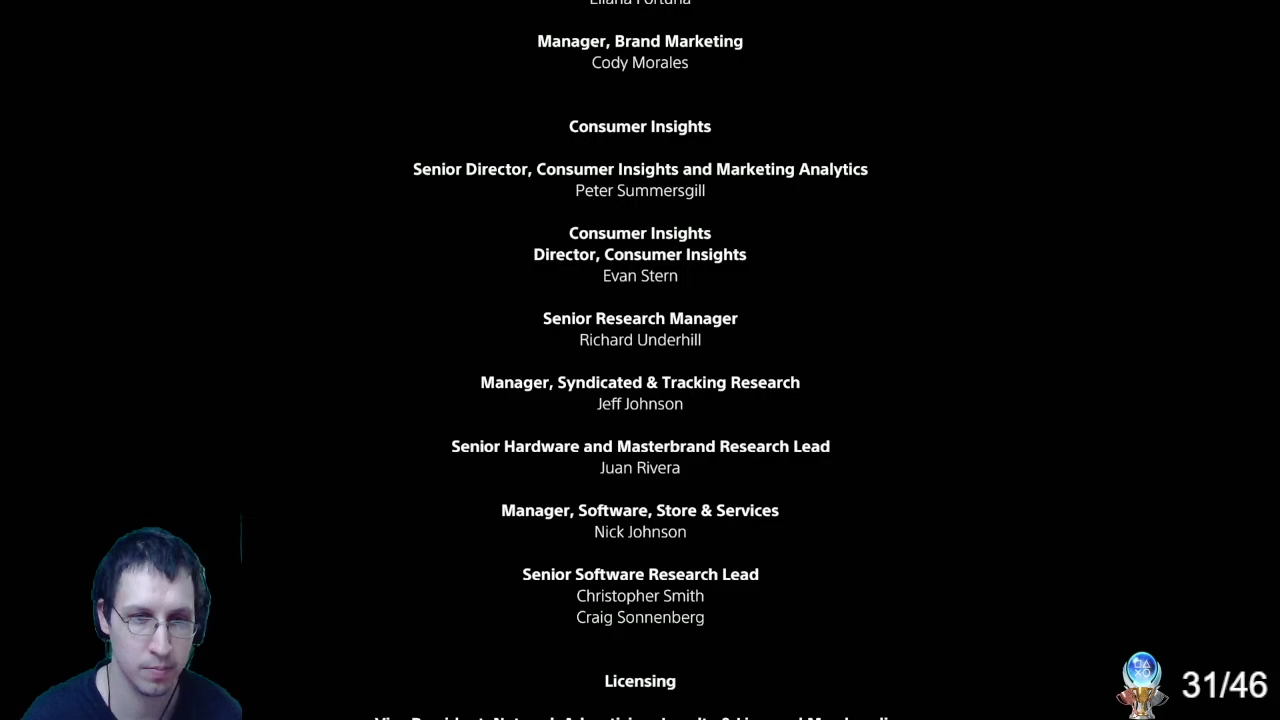 Manager, Brand Marketing
Cody Morales
Consumer Insights
Senior Director, Consumer Insights and Marketing Analytics
Peter Summersgill
Consumer Insights
Director, Consumer Insights
Evan Stern
Senior Research Manager
Richard Underhill
Manager, Syndicated & Tracking Research
Jeff Johnson
Senior Hardware and Masterbrand Research Lead
Juan Rivera
Manager, Software, Store & Services
Nick Johnson
Senior Software Research Lead
Christopher Smith
Craig Sonnenberg
Licensing
31/46